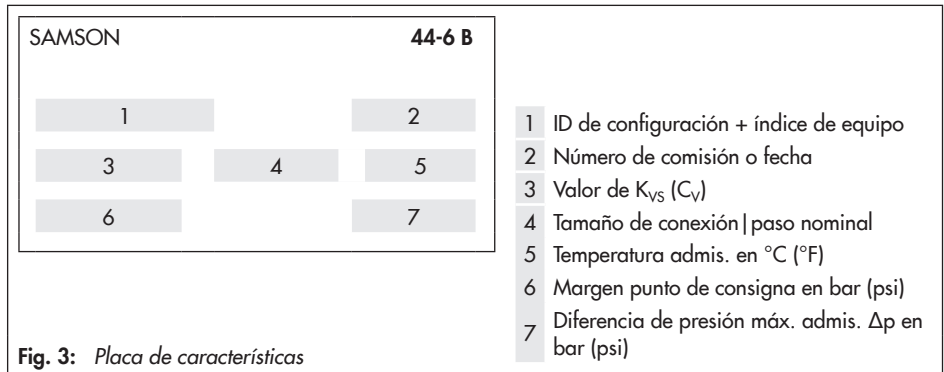 SAMSON 44-6 B
1 2
3 4 5
6 7
1 ID de configuración + índice de equipo
2 Número de comisión o fecha
3 Valor de KVS (CV)
4 Tamaño de conexión|paso nominal
5 Temperatura admis. en °C (°F)
6 Margen punto de consigna en bar (psi)
7 Diferencia de presión máx. admis. Δp en
bar (psi)
Fig. 3: Placa de características